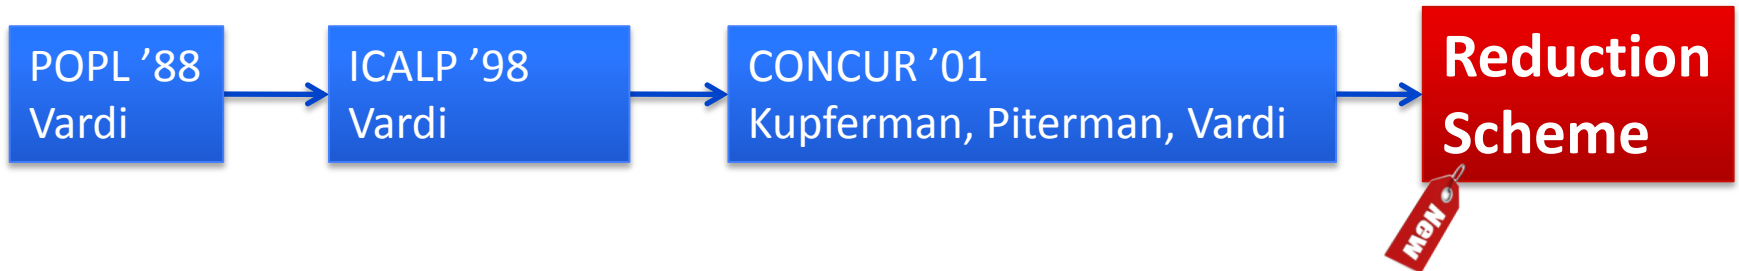 POPL ’88
Vardi
ICALP ’98
Vardi
CONCUR ’01
Kupferman, Piterman, Vardi
Reduction
Scheme
New